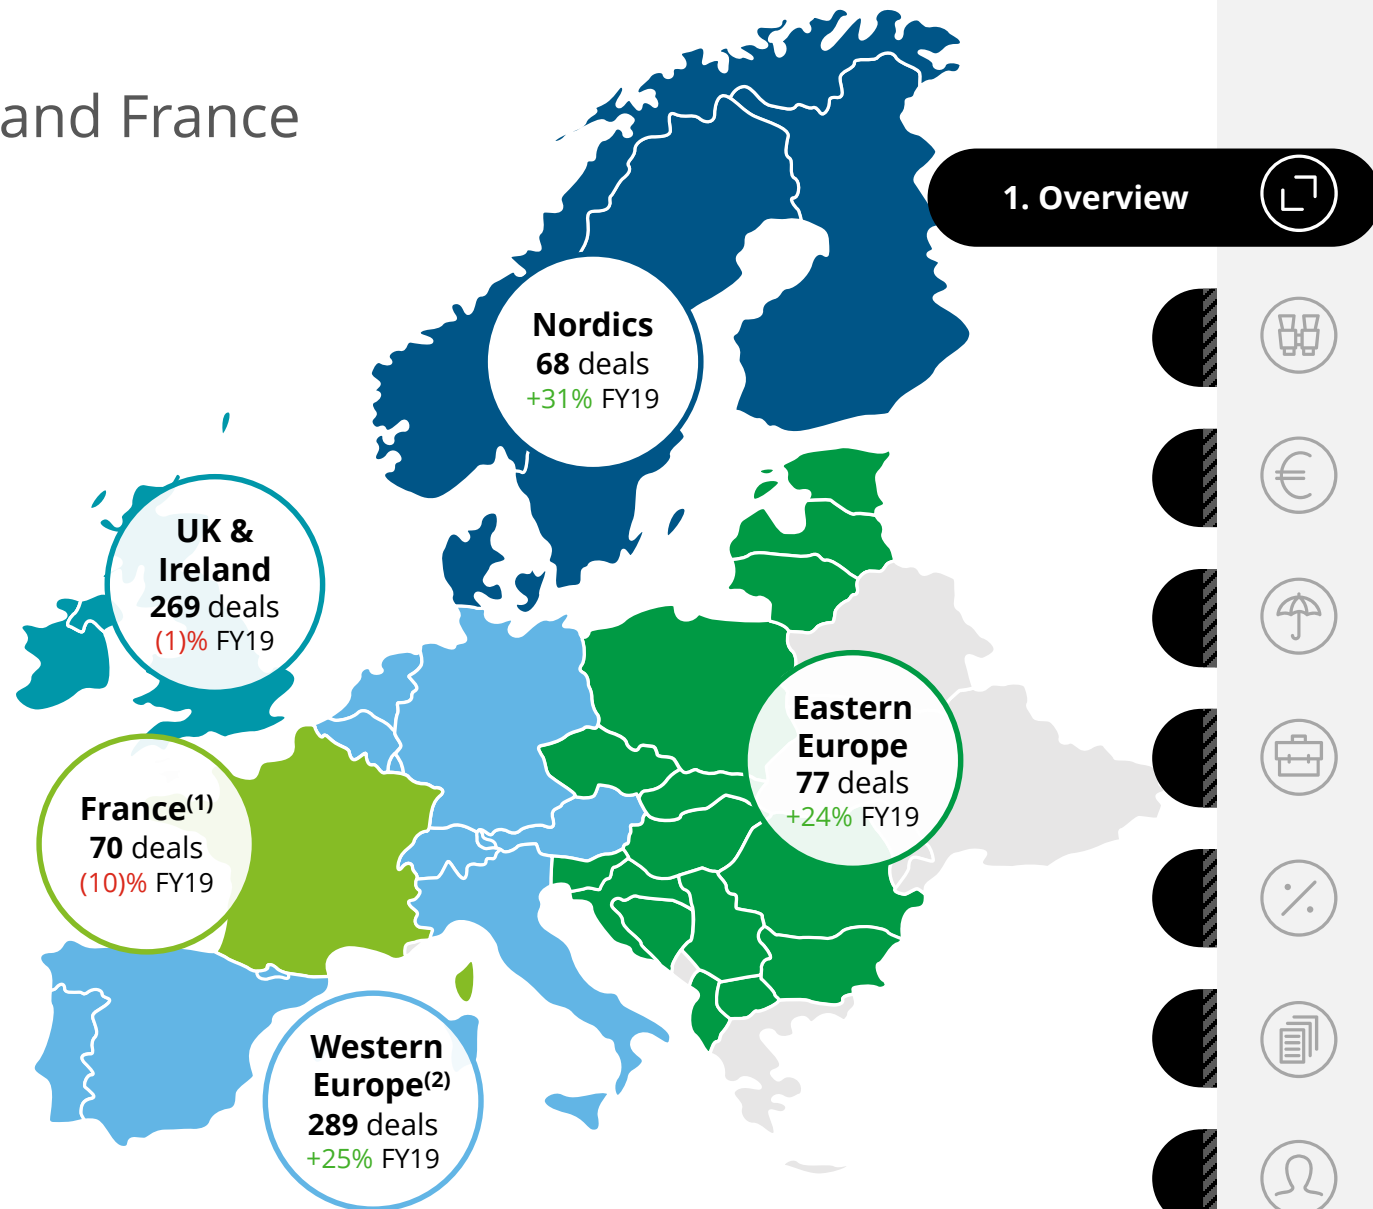 and France
1. Overview
Nordics
68 deals
+31% FY19
UK &
Ireland
269 deals
(1)% FY19
Eastern
Europe
77 deals
+24% FY19
France(1)
70 deals
(10)% FY19
Western
Europe(2)
289 deals
+25% FY19